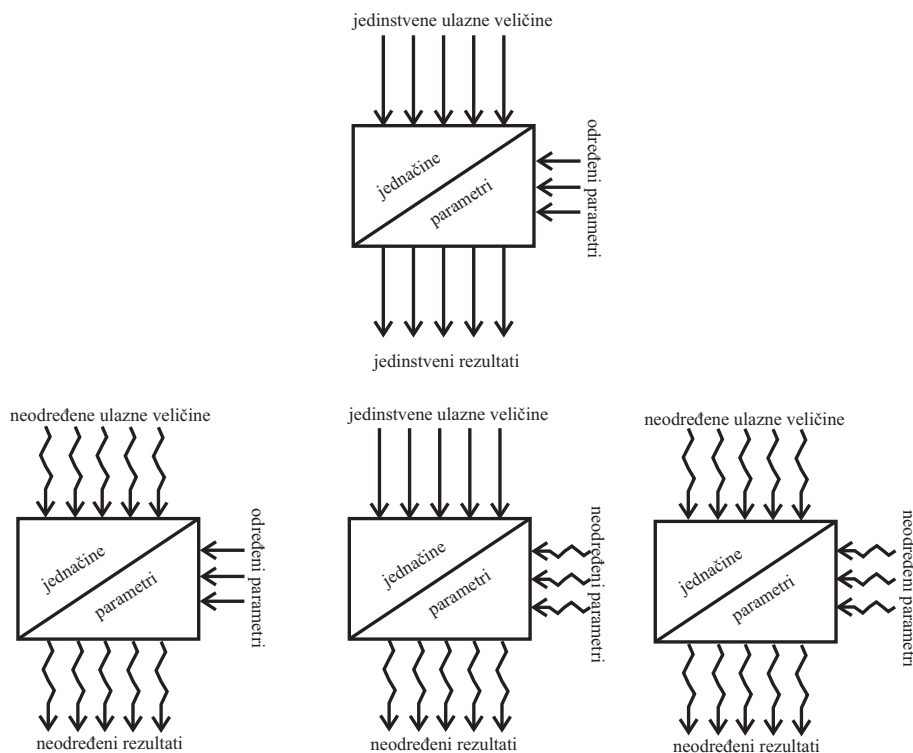 jedinstvene ulazne veličine
jednačine
parametri
određeni parametri
jedinstveni rezultati
neodređene ulazne veličine
jednačine
parametri
određeni parametri
neodređeni rezultati
jedinstvene ulazne veličine
jednačine
parametri
neodređeni parametri
neodređeni rezultati
neodređene ulazne veličine
jednačine
parametri
neodređeni parametri
neodređeni rezultati